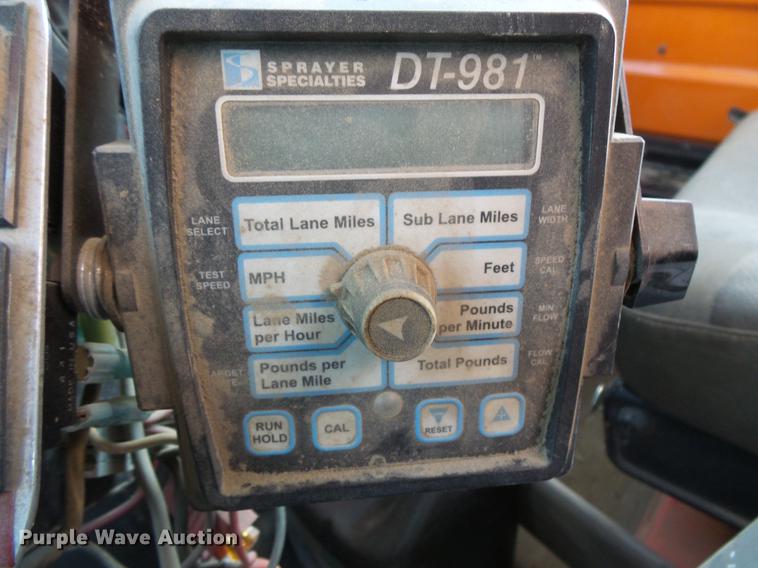 SPRAYER
SPECIALTIES
DT-981™
LANE
SELECT
Total Lane Miles
Sub Lane Miles
LANE
WIDTH
TEST
SPEED
MPH
Feet
SPEED
CAL
Lane Miles
per Hour
Pounds
per Minute
MIN
FLOW
Pounds per
Lane Mile
Total Pounds
FLOW
CAL
RUN
HOLD
CAL
RESET
Purple Wave Auction